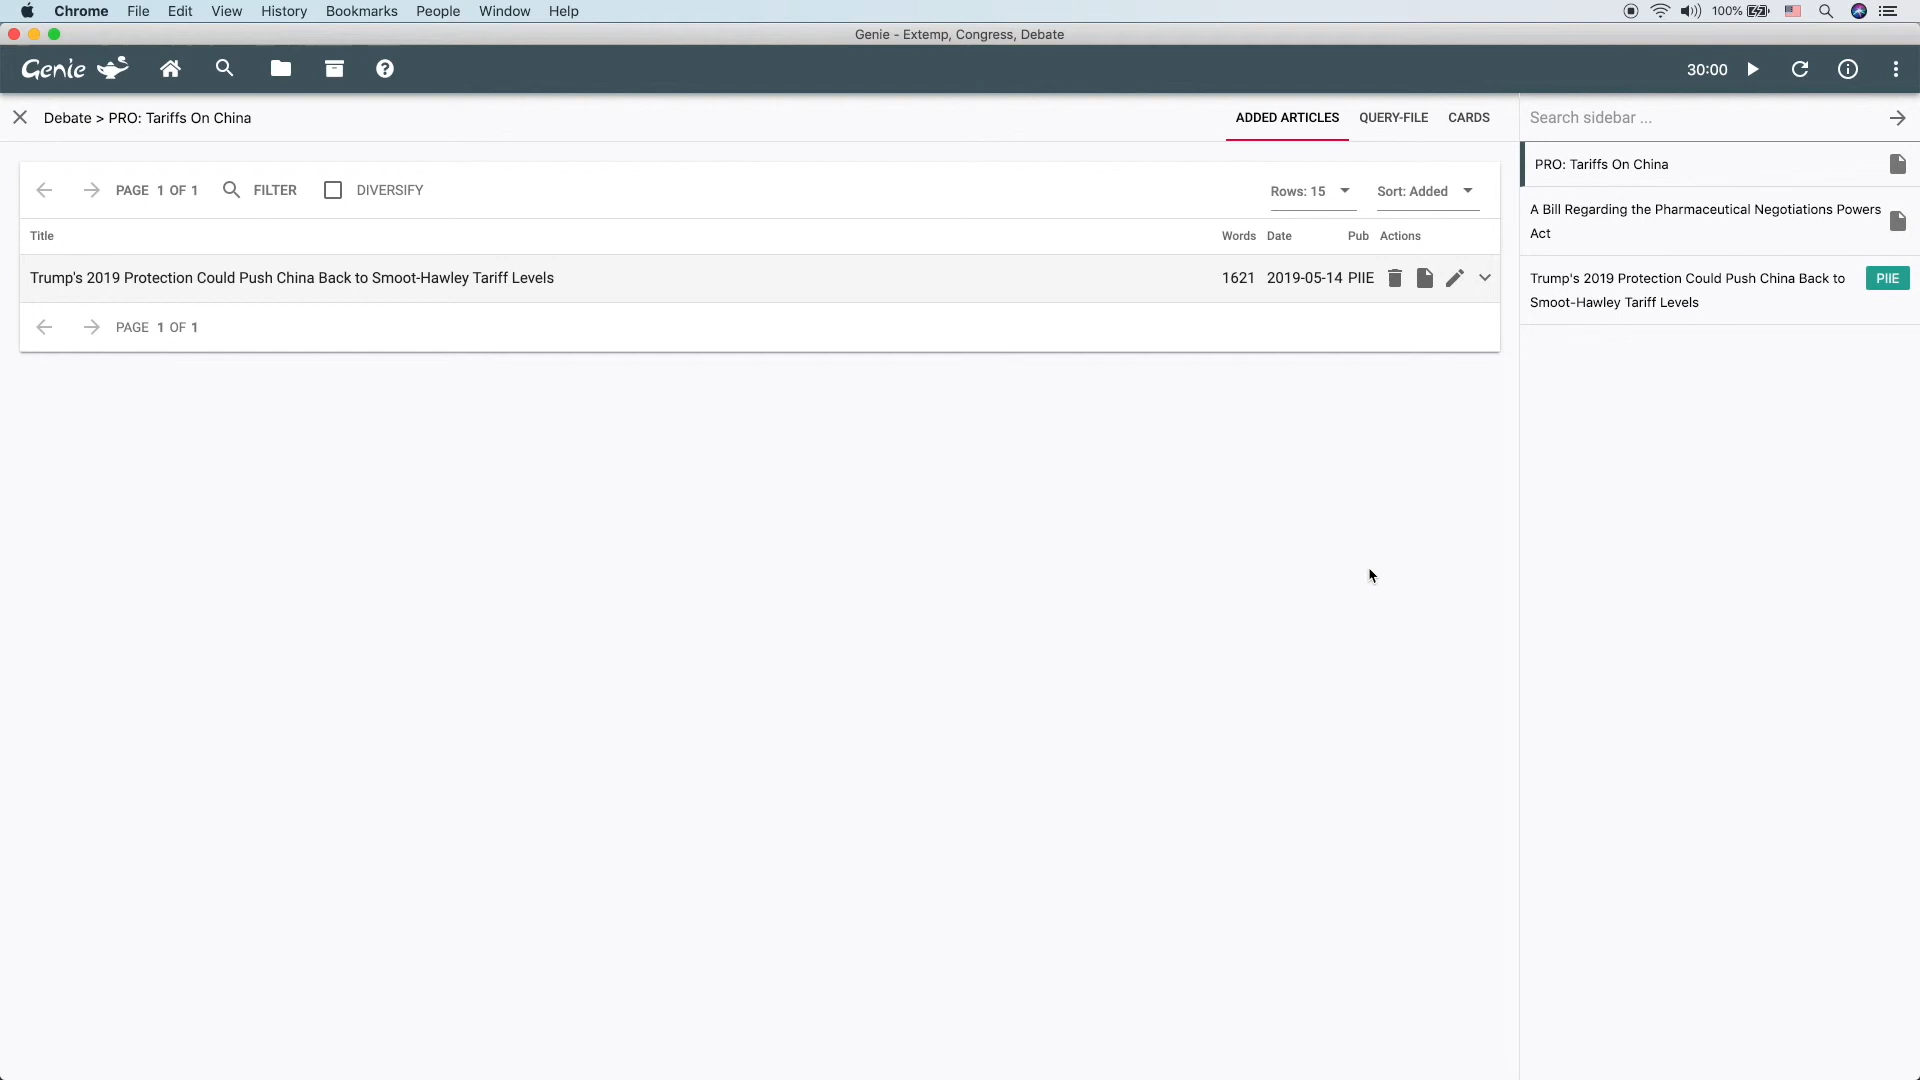 Chrome File Edit View History Bookmarks People Window Help 100%
Genie - Extemp, Congress, Debate
Genie 30:00
Debate > PRO: Tariffs On China ADDED ARTICLES QUERY-FILE CARDS
Search sidebar ...
PAGE 1 OF 1 FILTER DIVERSIFY Rows: 15 Sort: Added
Title Words Date Pub Actions
Trump's 2019 Protection Could Push China Back to Smoot-Hawley Tariff Levels 1621 2019-05-14 PIIE
PAGE 1 OF 1
PRO: Tariffs On China
A Bill Regarding the Pharmaceutical Negotiations Powers
Act
Trump's 2019 Protection Could Push China Back to PIIE
Smoot-Hawley Tariff Levels